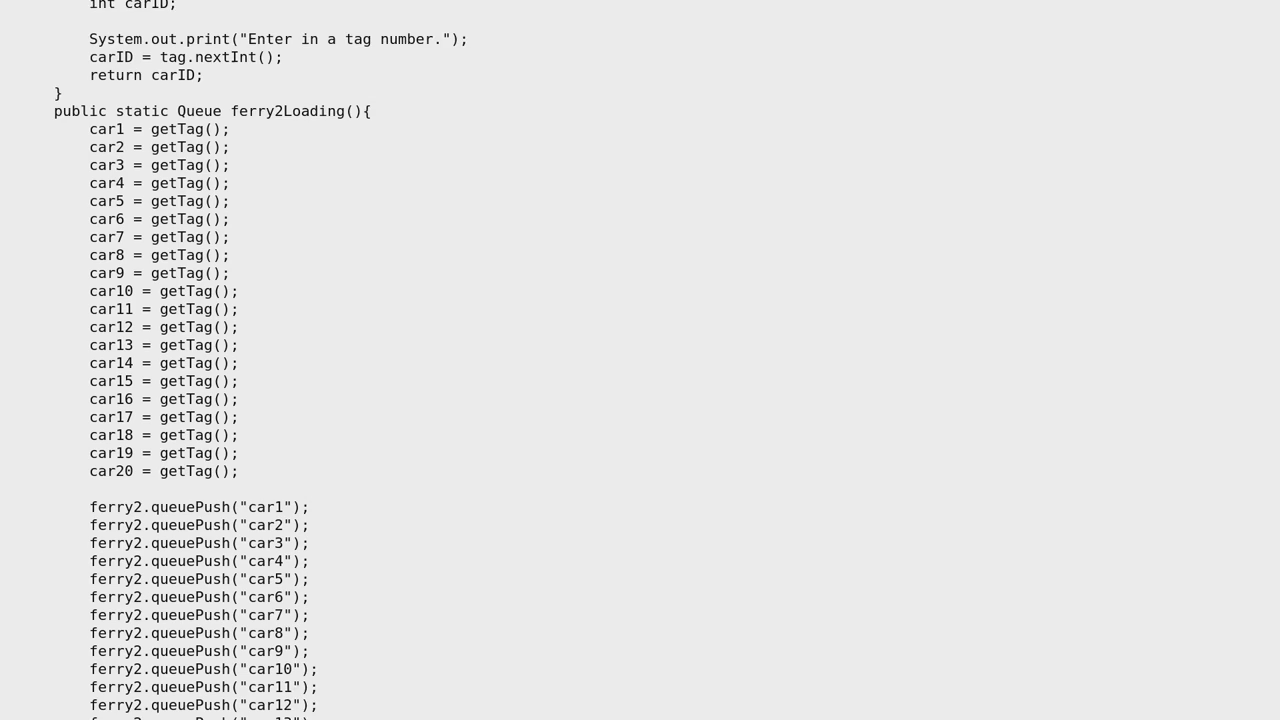 int carID;
System.out.print("Enter in a tag number.");
carID = tag.nextInt();
return carID;
}
public static Queue ferry2Loading(){
car1 = getTag();
car2 = getTag();
car3 = getTag();
car4 = getTag();
car5 = getTag();
car6 = getTag();
car7 = getTag();
car8 = getTag();
car9 = getTag();
car10 = getTag();
car11 = getTag();
car12 = getTag();
car13 = getTag();
car14 = getTag();
car15 = getTag();
car16 = getTag();
car17 = getTag();
car18 = getTag();
car19 = getTag();
car20 = getTag();
ferry2.queuePush("car1");
ferry2.queuePush("car2");
ferry2.queuePush("car3");
ferry2.queuePush("car4");
ferry2.queuePush("car5");
ferry2.queuePush("car6");
ferry2.queuePush("car7");
ferry2.queuePush("car8");
ferry2.queuePush("car9");
ferry2.queuePush("car10");
ferry2.queuePush("car11");
ferry2.queuePush("car12");